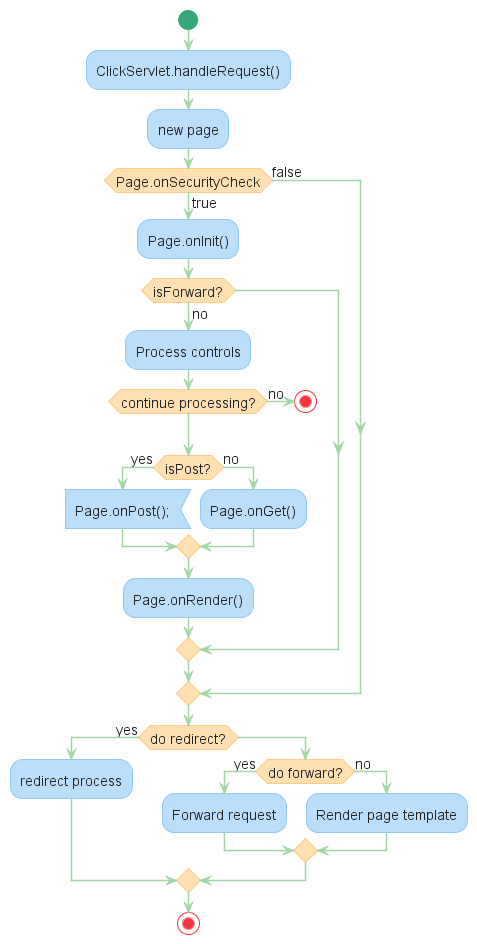 ClickServlet.handleRequest()
new page
Page.onSecurityCheck
false
true
Page.onInit()
isForward?
no
Process controls
continue processing?
no
yes
isPost?
no
Page.onPost();
Page.onGet()
Page.onRender()
yes
do redirect?
redirect process
yes
do forward?
no
Forward request
Render page template